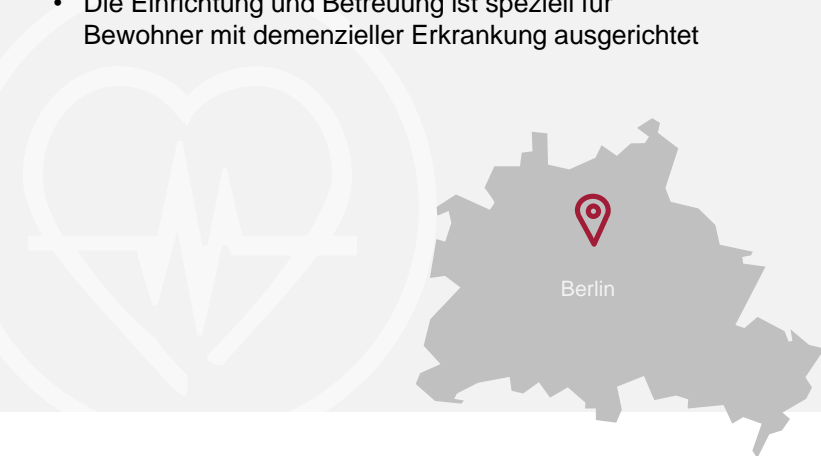 • Die Einrichtung und Betreuung ist speziell für
Bewohner mit demenzieller Erkrankung ausgerichtet
Berlin